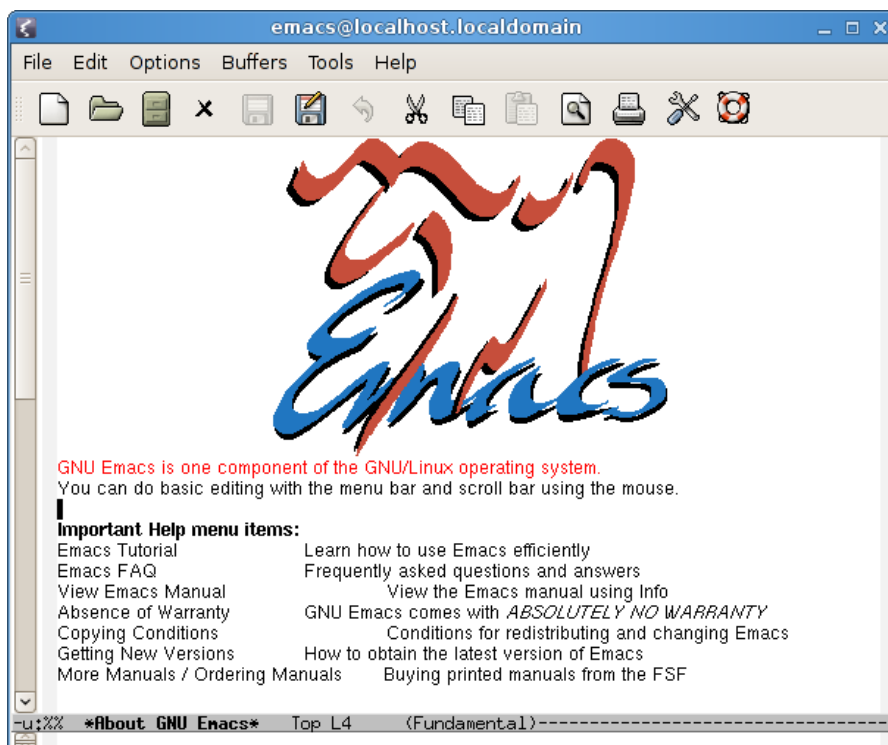 emacs@localhost.localdomain
File Edit Options Buffers Tools Help
Emacs
GNU Emacs is one component of the GNU/Linux operating system.
You can do basic editing with the menu bar and scroll bar using the mouse.
Important Help menu items:
Emacs Tutorial Learn how to use Emacs efficiently
Emacs FAQ Frequently asked questions and answers
View Emacs Manual View the Emacs manual using Info
Absence of Warranty GNU Emacs comes with ABSOLUTELY NO WARRANTY
Copying Conditions Conditions for redistributing and changing Emacs
Getting New Versions How to obtain the latest version of Emacs
More Manuals / Ordering Manuals Buying printed manuals from the FSF
-u:%% *About GNU Emacs* Top L4 (Fundamental)----------------------------------